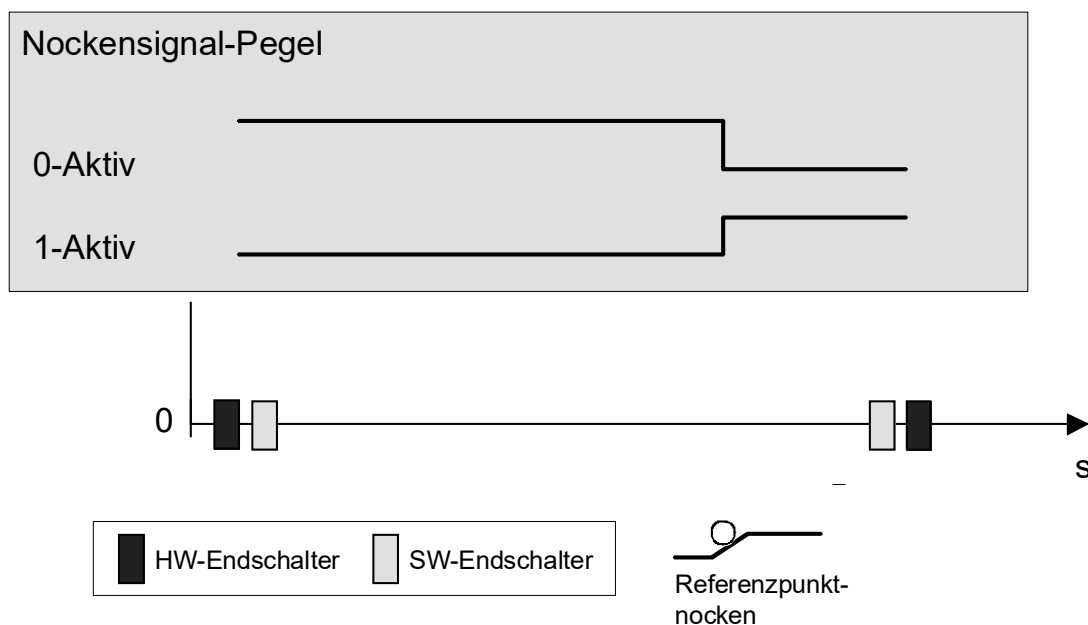 Nockensignal-Pegel
0-Aktiv
1-Aktiv
0
s
HW-Endschalter
SW-Endschalter
Referenzpunkt-
nocken